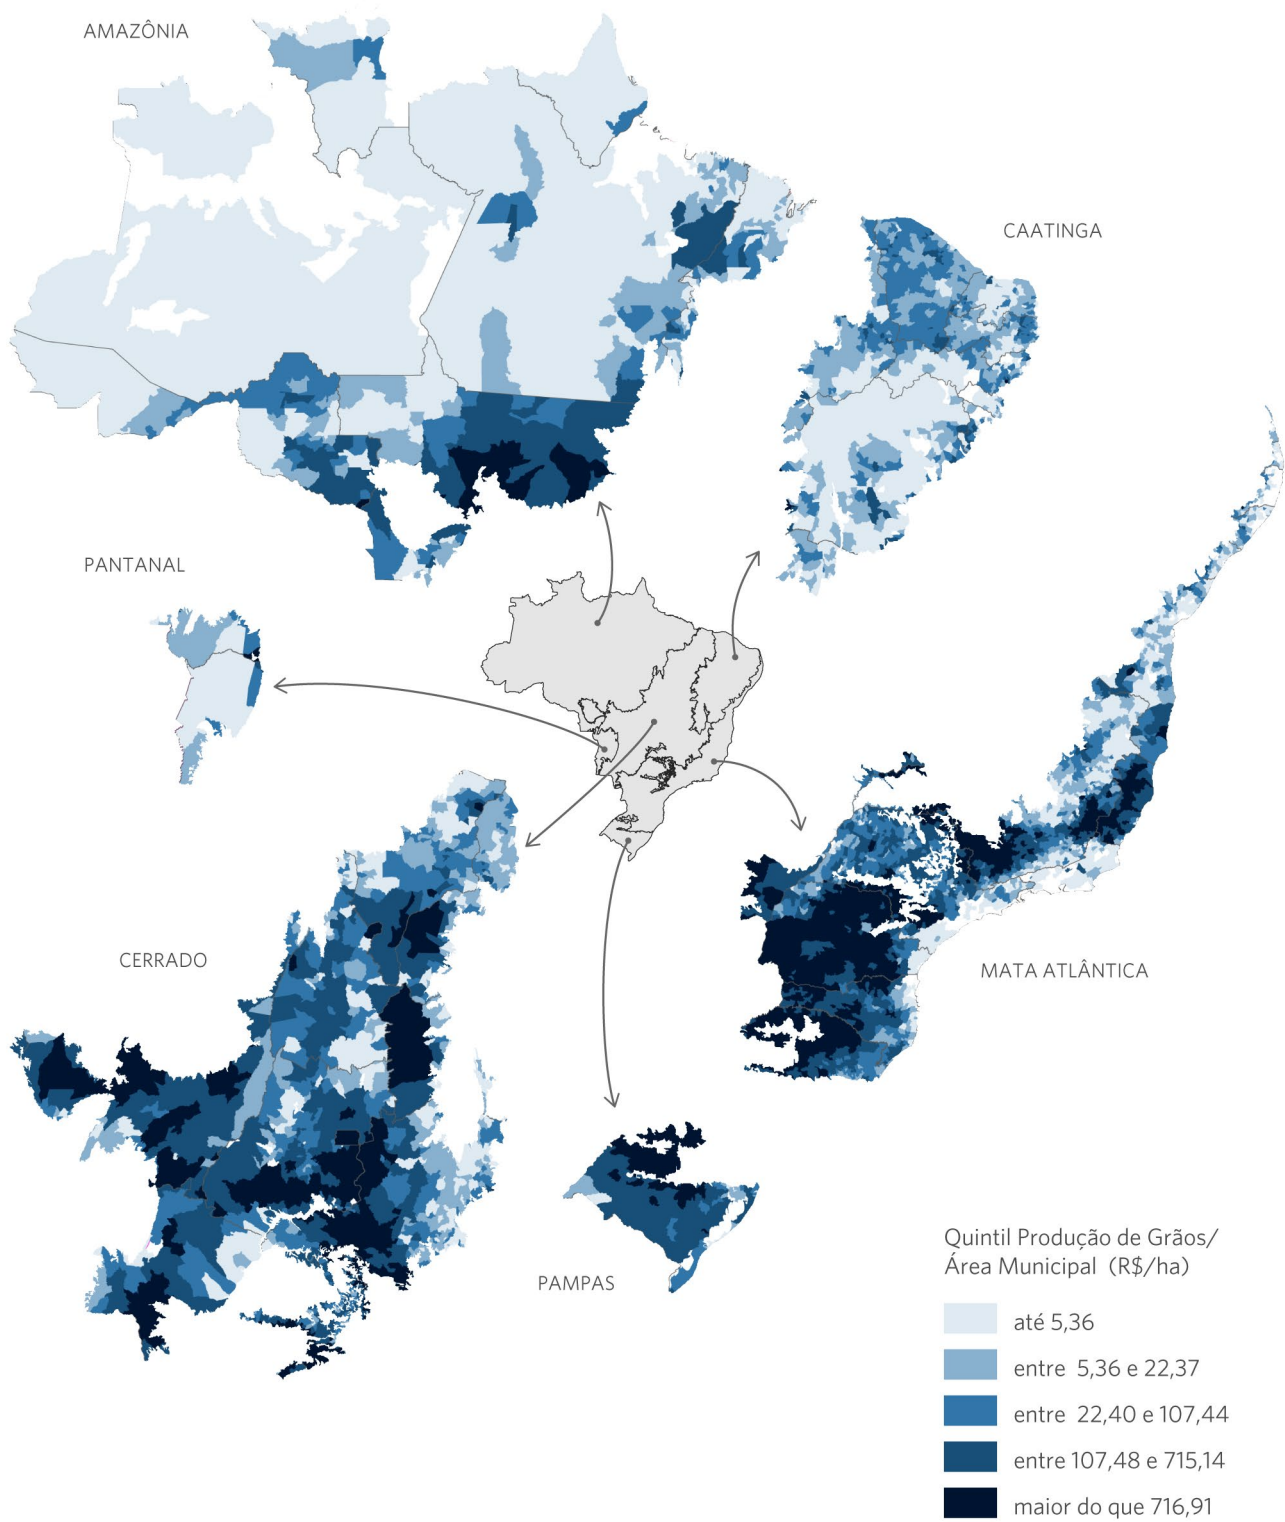 AMAZÔNIA
CAATINGA
PANTANAL
CERRADO
MATA ATLÂNTICA
PAMPAS
Quintil Produção de Grãos/
Área Municipal (R$/ha)
até 5,36
entre 5,36 e 22,37
entre 22,40 e 107,44
entre 107,48 e 715,14
maior do que 716,91